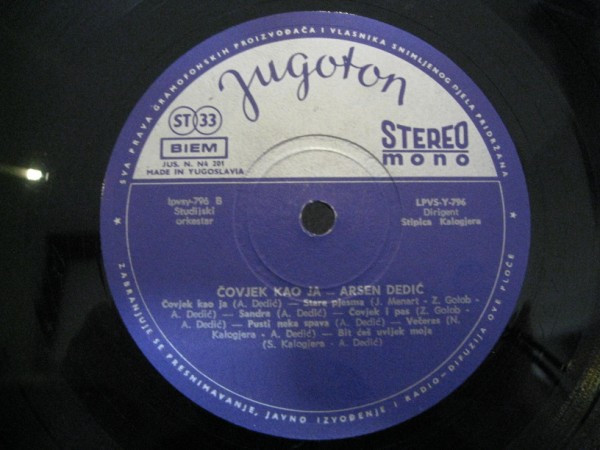 SVA PRAVA GRAMOFONSKIH PROIZVOĐAČA I VLASNIKA SNIMLJENOG DJELA PRIDRŽANA
Jugoton
ST 33
BIEM
JUS. N. N4 201
MADE IN YUGOSLAVIA
STEREO
mono
lpvsy-796 B
Studijski
orkestar
LPVS-Y-796
Dirigent
Stipica Kalogjera
ČOVJEK KAO JA - ARSEN DEDIĆ
Čovjek kao ja (A. Dedić) — Stara pjesma (J. Menart - Z. Golob -
A. Dedić) — Sandra (A. Dedić) — Čovjek i pas (Z. Golob -
- A. Dedić) — Pusti neka spava (A. Dedić) — Večeras (N.
Kalogjera - A. Dedić) — Bit ćeš uvijek moja
(S. Kalogjera - A. Dedić)
ZABRANJUJE SE PRESNIMAVANJE, JAVNO IZVOĐENJE I RADIO-DIFUZIJA OVE PLOČE